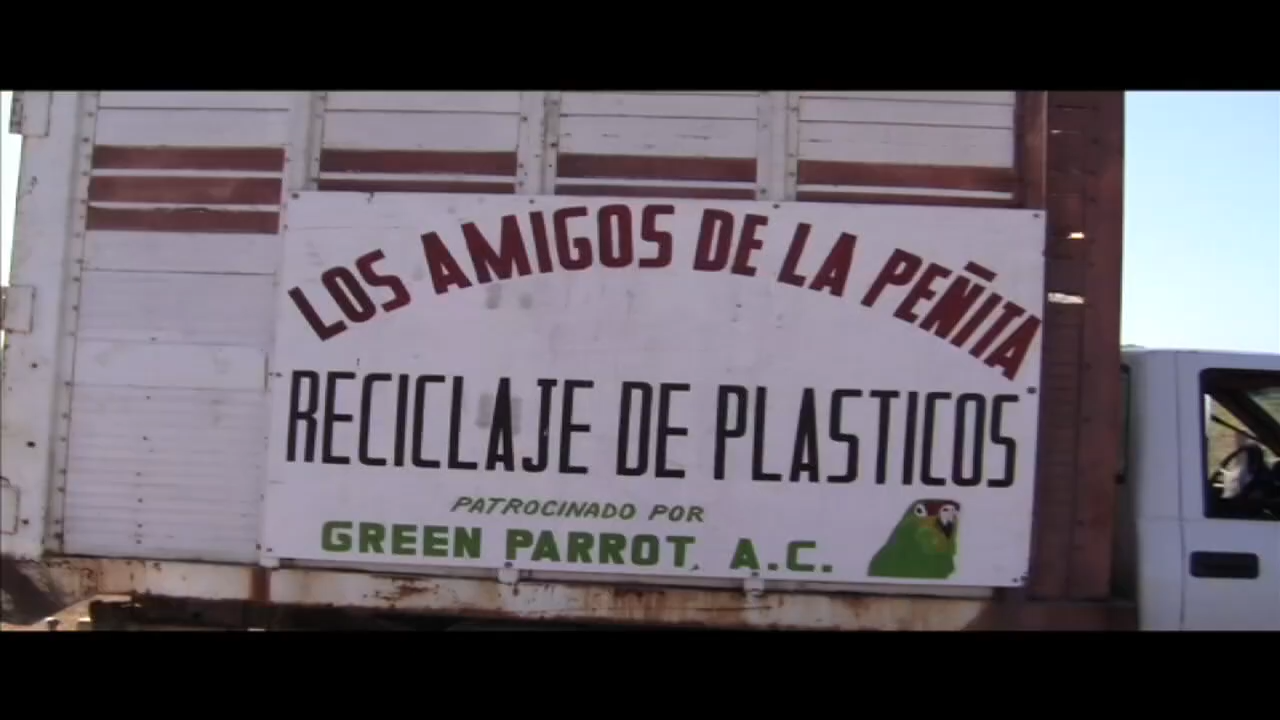 LOS AMIGOS DE LA PEÑITA
RECICLAJE DE PLASTICOS
PATROCINADO POR
GREEN PARROT, A.C.